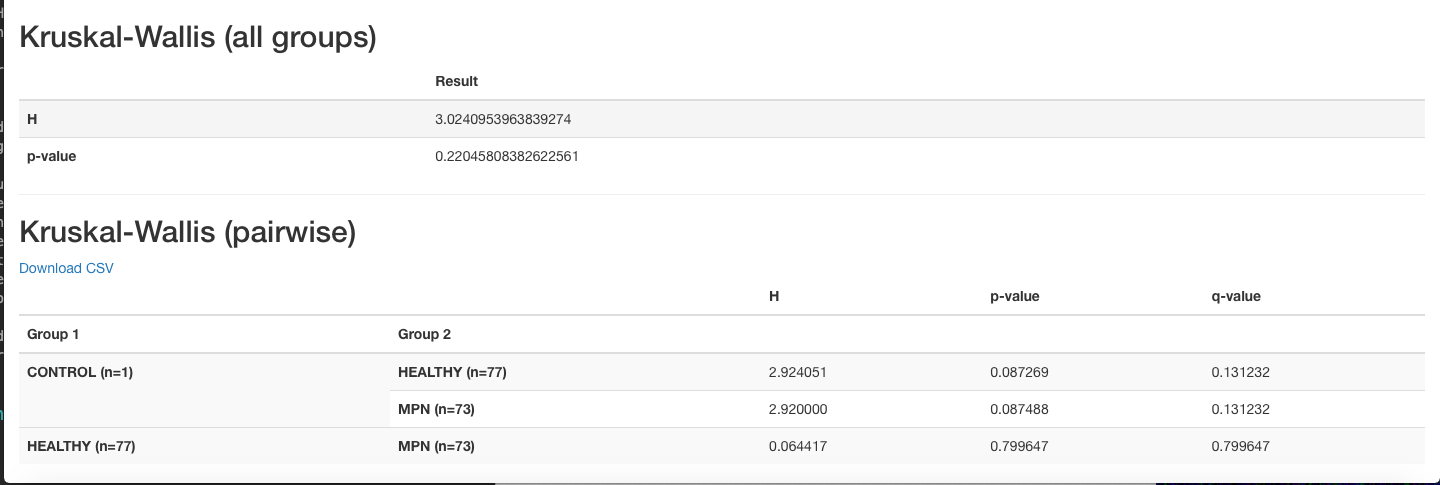 Kruskal-Wallis (all groups)
Result
H 3.0240953963839274
p-value 0.22045808382622561
Kruskal-Wallis (pairwise)
Download CSV
H p-value q-value
Group 1 Group 2
CONTROL (n=1) HEALTHY (n=77) 2.924051 0.087269 0.131232
MPN (n=73) 2.920000 0.087488 0.131232
HEALTHY (n=77) MPN (n=73) 0.064417 0.799647 0.799647